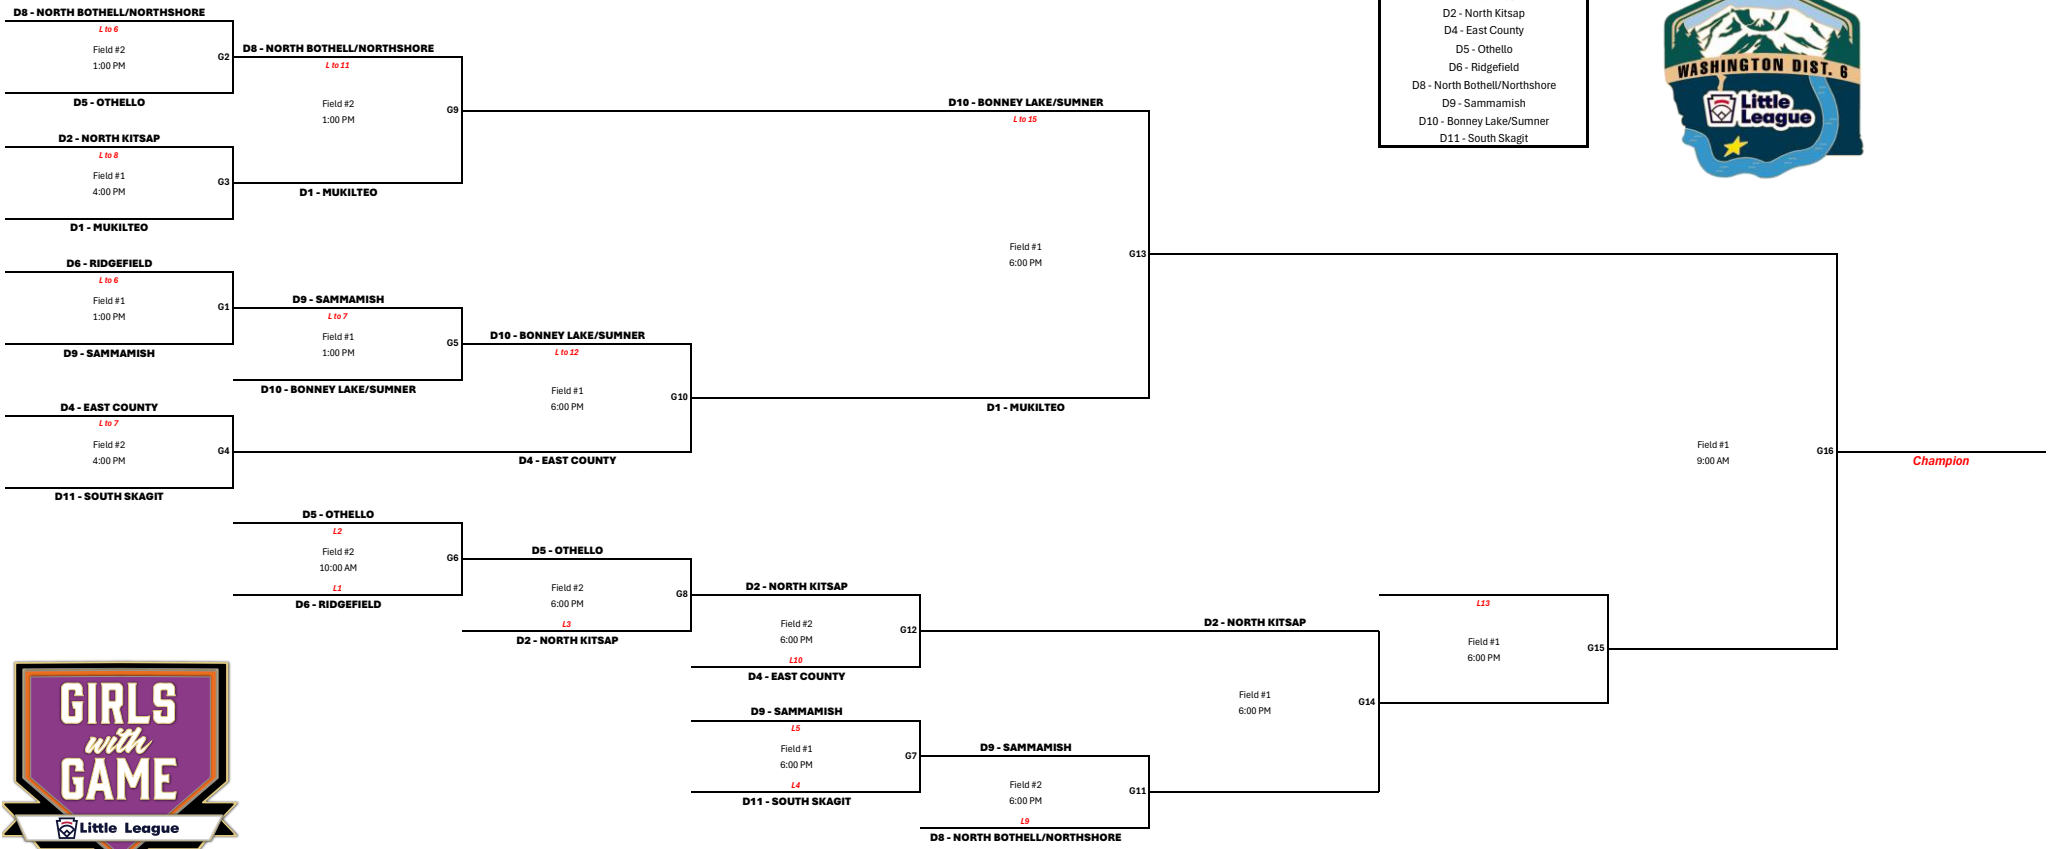 D8 - NORTH BOTHELL/NORTHSHORE
L to 6
Field #2
1:00 PM
G2
D5 - OTHELLO
D8 - NORTH BOTHELL/NORTHSHORE
L to 11
Field #2
1:00 PM
G9
D2 - NORTH KITSAP
L to 8
Field #1
4:00 PM
G3
D1 - MUKILTEO
D1 - MUKILTEO
D6 - RIDGEFIELD
L to 6
Field #1
1:00 PM
G1
D9 - SAMMAMISH
D9 - SAMMAMISH
L to 7
Field #1
1:00 PM
G5
D10 - BONNEY LAKE/SUMNER
D10 - BONNEY LAKE/SUMNER
L to 12
Field #1
6:00 PM
G10
D4 - EAST COUNTY
L to 7
Field #2
4:00 PM
G4
D11 - SOUTH SKAGIT
D4 - EAST COUNTY
D10 - BONNEY LAKE/SUMNER
L to 15
Field #1
6:00 PM
G13
D1 - MUKILTEO
D2 - North Kitsap
D4 - East County
D5 - Othello
D6 - Ridgefield
D8 - North Bothell/Northshore
D9 - Sammamish
D10 - Bonney Lake/Sumner
D11 - South Skagit
WASHINGTON DIST. 6
Little
League
Field #1
9:00 AM
G16
Champion
D5 - OTHELLO
L2
Field #2
10:00 AM
G6
L1
D6 - RIDGEFIELD
D5 - OTHELLO
Field #2
6:00 PM
G8
L3
D2 - NORTH KITSAP
D2 - NORTH KITSAP
Field #2
6:00 PM
G12
L10
D4 - EAST COUNTY
D9 - SAMMAMISH
L5
Field #1
6:00 PM
G7
L4
D11 - SOUTH SKAGIT
D9 - SAMMAMISH
Field #2
6:00 PM
G11
L9
D8 - NORTH BOTHELL/NORTHSHORE
D2 - NORTH KITSAP
Field #1
6:00 PM
G14
L13
Field #1
6:00 PM
G15
GIRLS
with
GAME
Little League